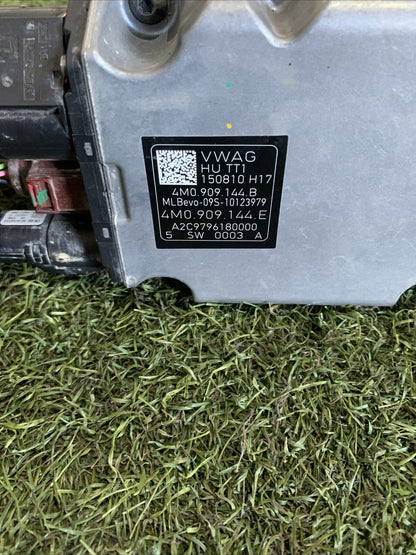 VWAG
HU TT1
150810 H17
4M0.909.144.B
MLBevo-09S-10123979
4M0.909.144.E
A2C9796180000
5 SW 0003 A